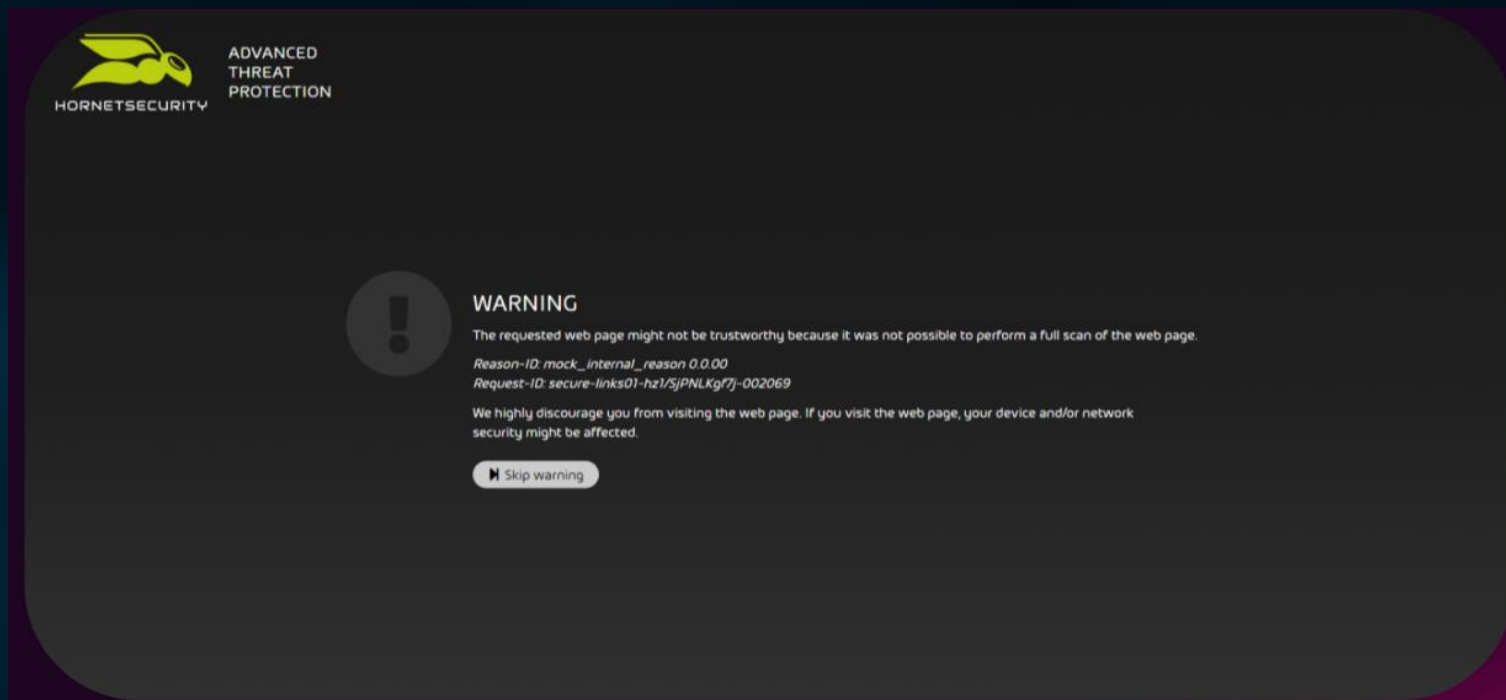 HORNETSECURITY
ADVANCED
THREAT
PROTECTION
WARNING
The requested web page might not be trustworthy because it was not possible to perform a full scan of the web page.
Reason-ID: mock_internal_reason 0.0.00
Request-ID: secure-links01-hz1/SjPNLKgf7j-002069
We highly discourage you from visiting the web page. If you visit the web page, your device and/or network
security might be affected.
Skip warning